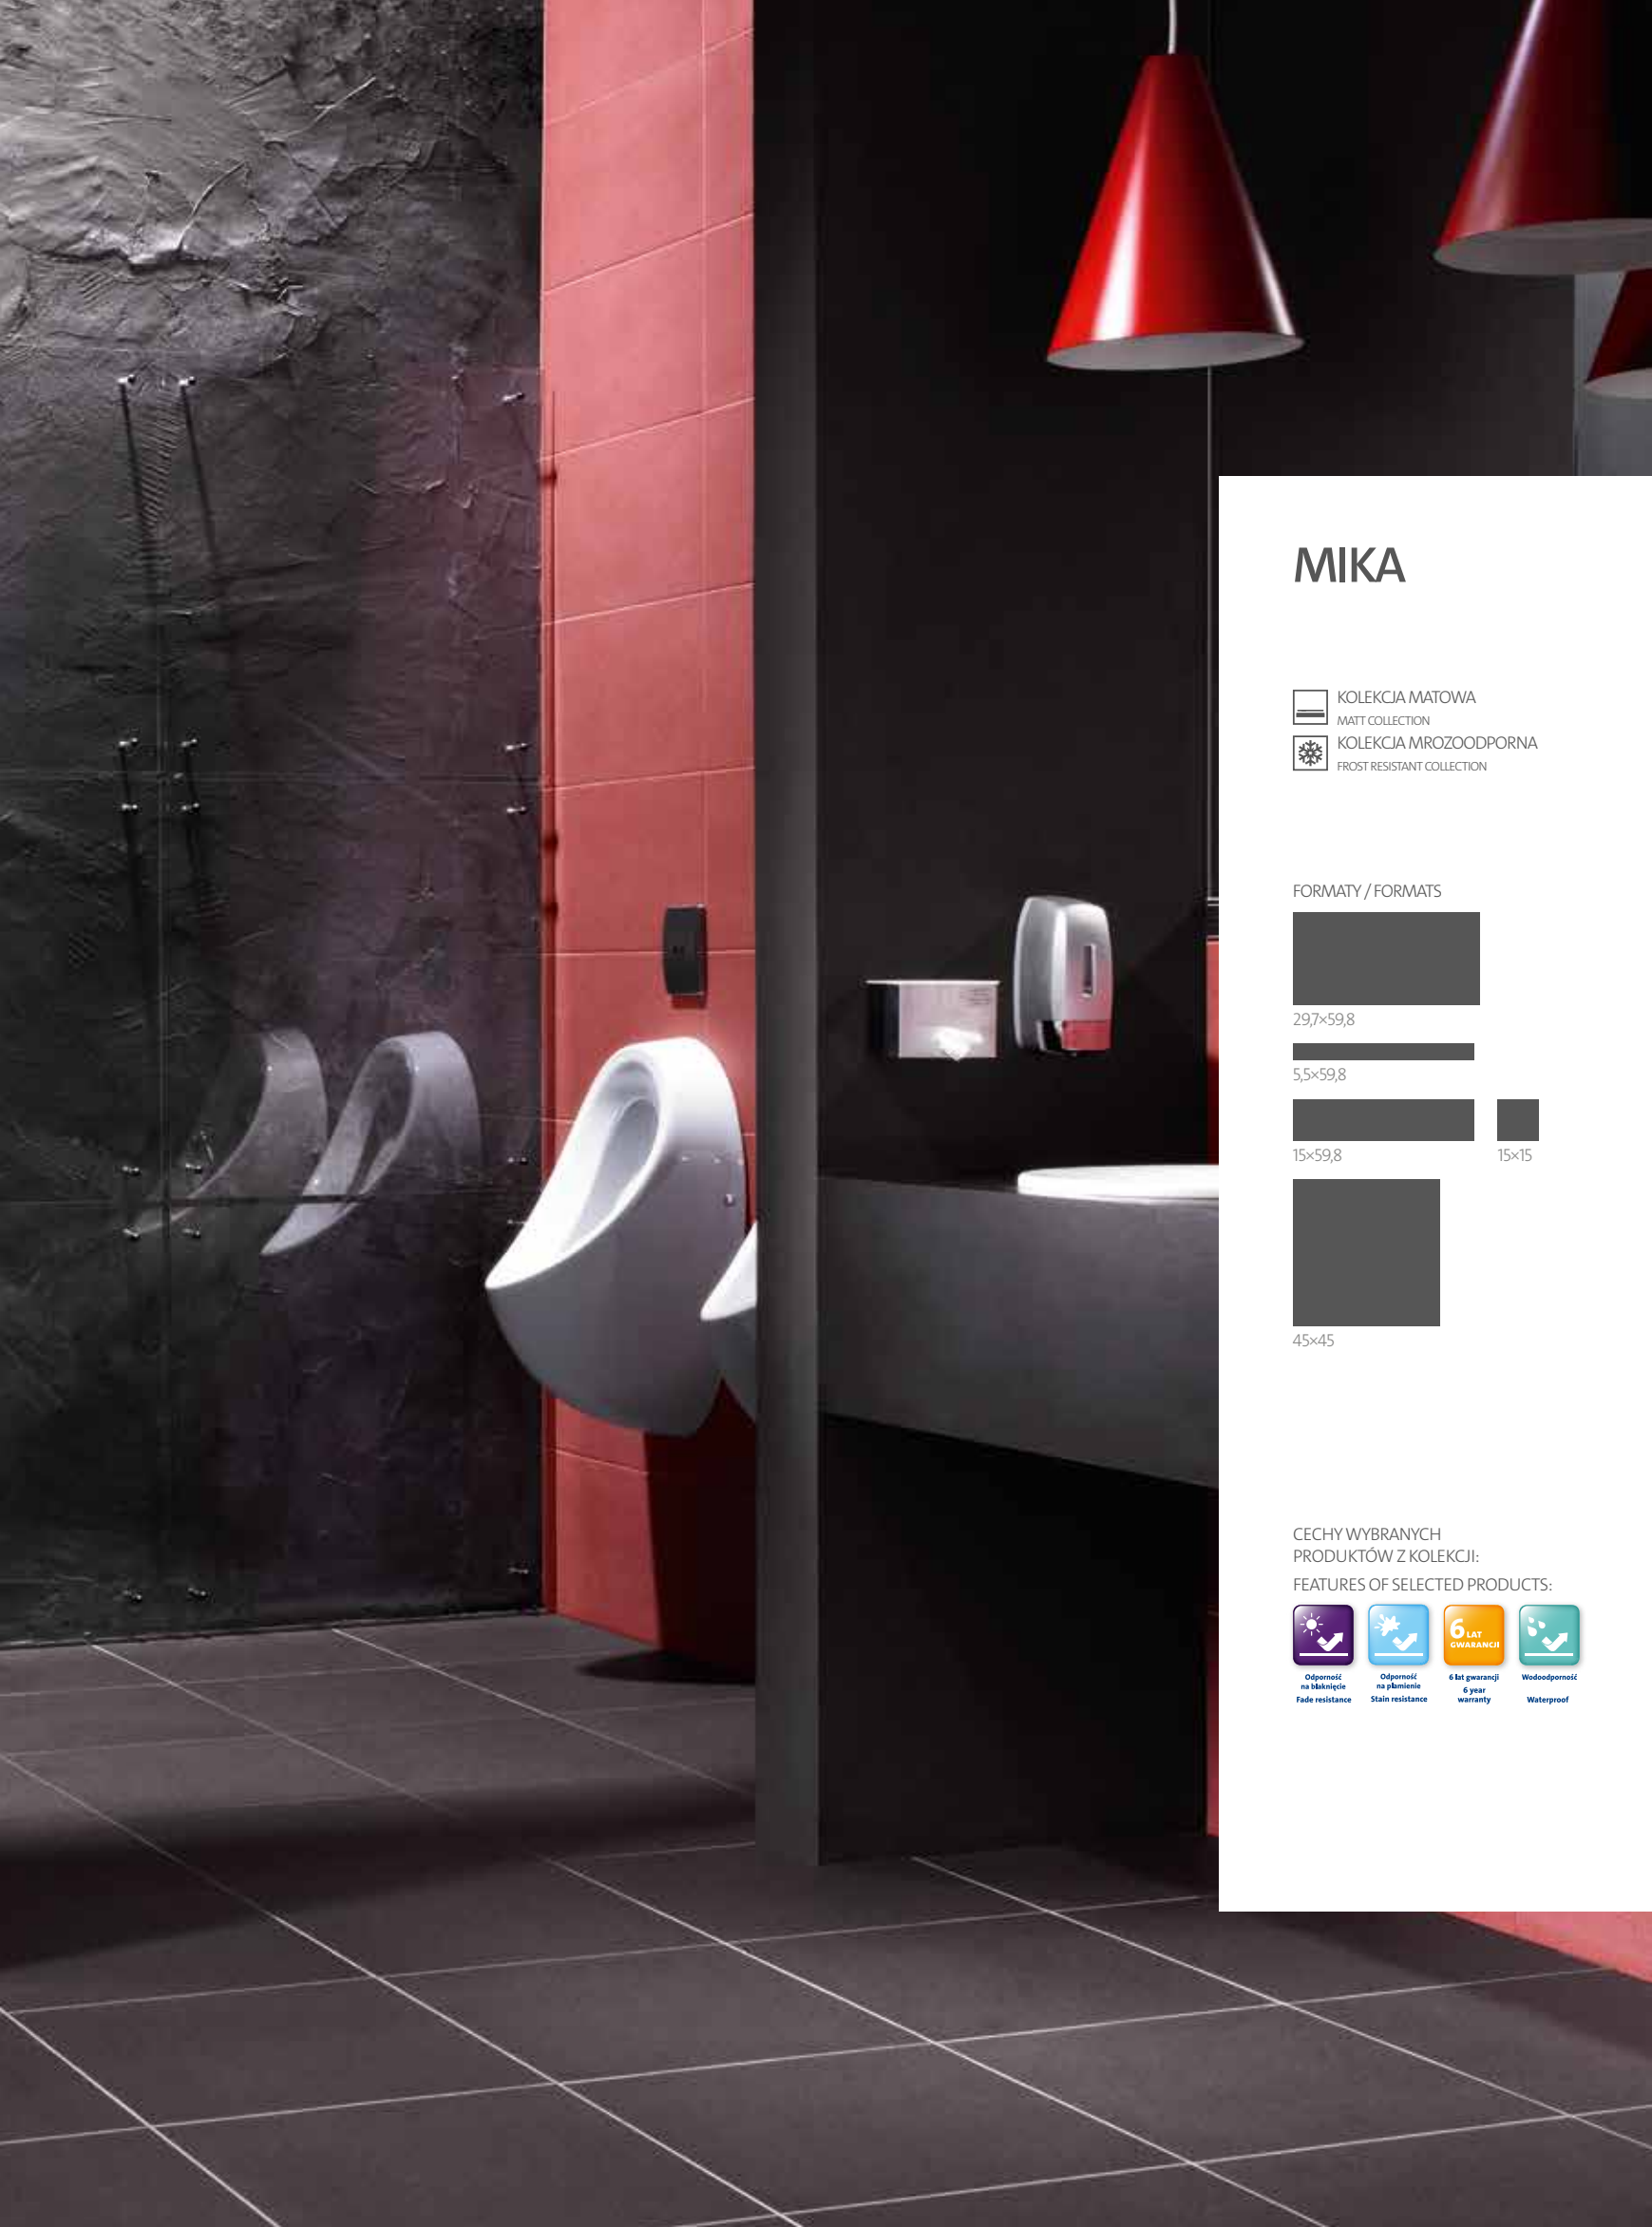 MIKA
KOLEKCJA MATOWA
MATT COLLECTION
KOLEKCJA MROZOODPORNA
FROST RESISTANT COLLECTION
FORMATY / FORMATS
29,7×59,8
5,5×59,8
15×59,8
15×15
45×45
CECHY WYBRANYCH
PRODUKTÓW Z KOLEKCJI:
FEATURES OF SELECTED PRODUCTS:
6 LAT
GWARANCJI
Odporność
na blaknięcie
Fade resistance
Odporność
na plamienie
Stain resistance
6 lat gwarancji
6 year
warranty
Wodoodporność
Waterproof